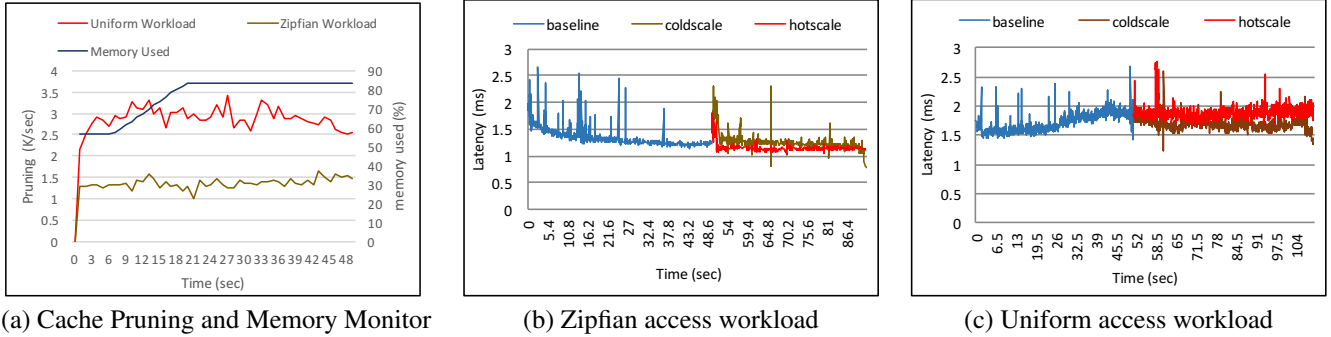 Uniform Workload
Zipfian Workload
Memory Used
4
3.5
3
2.5
2
1.5
1
0.5
0
90
80
70
60
50
40
30
20
10
0
Pruning (K/sec)
memory used (%)
0 3 6 9 12 15 18 21 24 27 30 33 36 39 42 45 48
Time (sec)
(a) Cache Pruning and Memory Monitor
baseline coldscale hotscale
3
2.5
2
1.5
1
0.5
0
Latency (ms)
0 5.4 10.8 16.2 21.6 27 32.4 37.8 43.2 48.6 54 59.4 64.8 70.2 75.6 81 86.4
Time (sec)
(b) Zipfian access workload
baseline coldscale hotscale
3
2.5
2
1.5
1
0.5
0
Latency (ms)
0 6.5 13 19.5 26 32.5 39 45.5 52 58.5 65 71.5 78 84.5 91 97.5 104
Time (sec)
(c) Uniform access workload